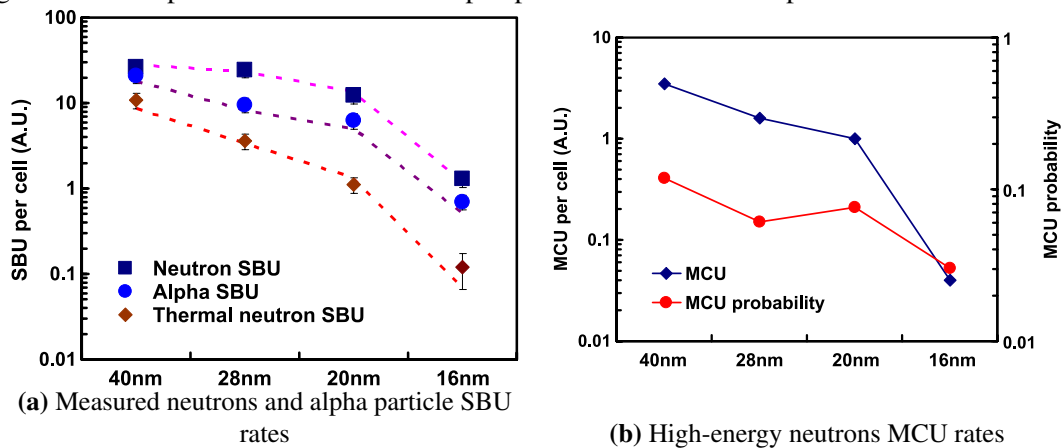 100
10
1
0.1
0.01
SBU per cell (A.U.)
Neutron SBU
Alpha SBU
Thermal neutron SBU
40nm 28nm 20nm 16nm
(a) Measured neutrons and alpha particle SBU
rates
10
1
0.1
0.01
MCU per cell (A.U.)
MCU
MCU probability
40nm 28nm 20nm 16nm
1
0.1
0.01
MCU probability
(b) High-energy neutrons MCU rates